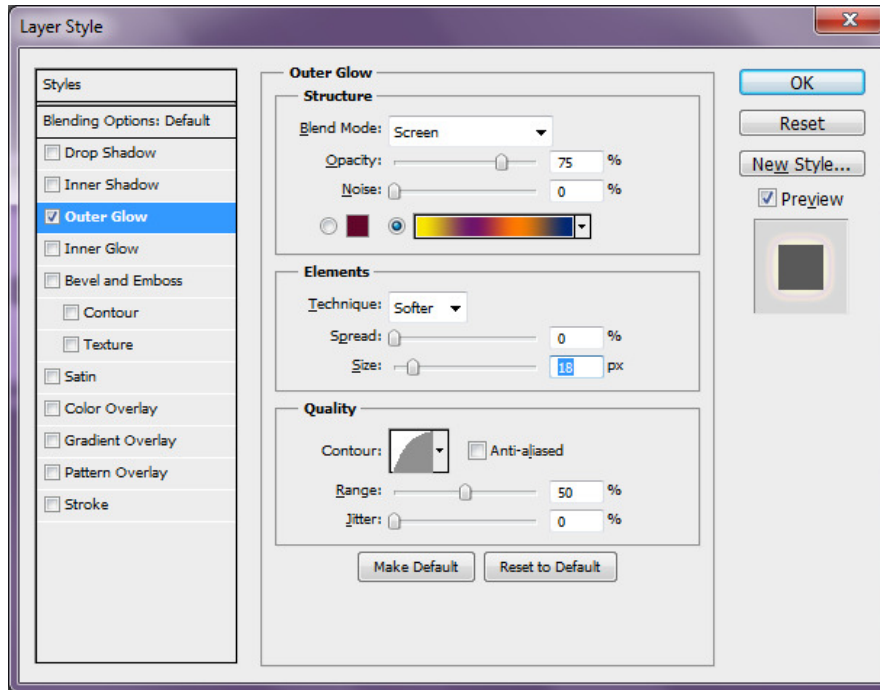 Layer Style
Styles
Blending Options: Default
Drop Shadow
Inner Shadow
Outer Glow
Inner Glow
Bevel and Emboss
Contour
Texture
Satin
Color Overlay
Gradient Overlay
Pattern Overlay
Stroke
Outer Glow
Structure
Blend Mode: Screen
Opacity: 75 %
Noise: 0 %
Elements
Technique: Softer
Spread: 0 %
Size: 18 px
Quality
Contour: Anti-aliased
Range: 50 %
Jitter: 0 %
Make Default Reset to Default
OK
Reset
New Style...
Preview